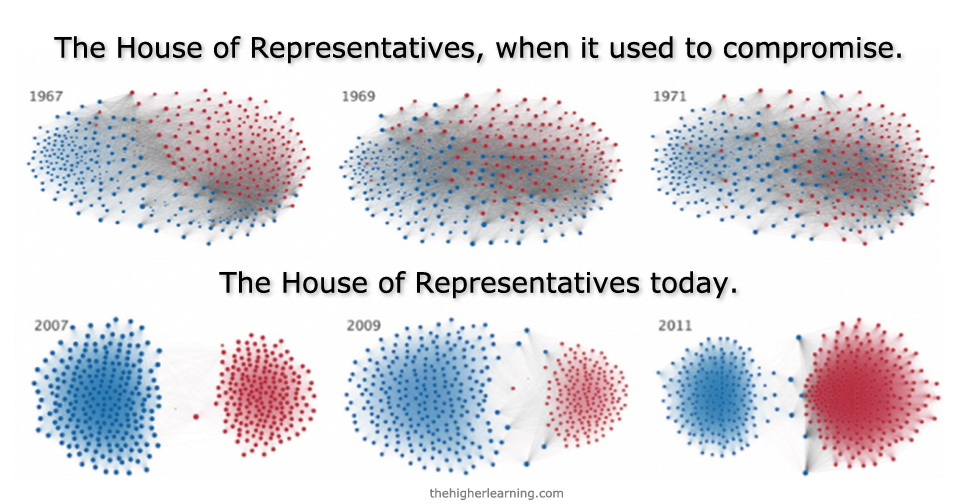 The House of Representatives, when it used to compromise.
1967
1969
1971
The House of Representatives today.
2007
2009
2011
thehigherlearning.com